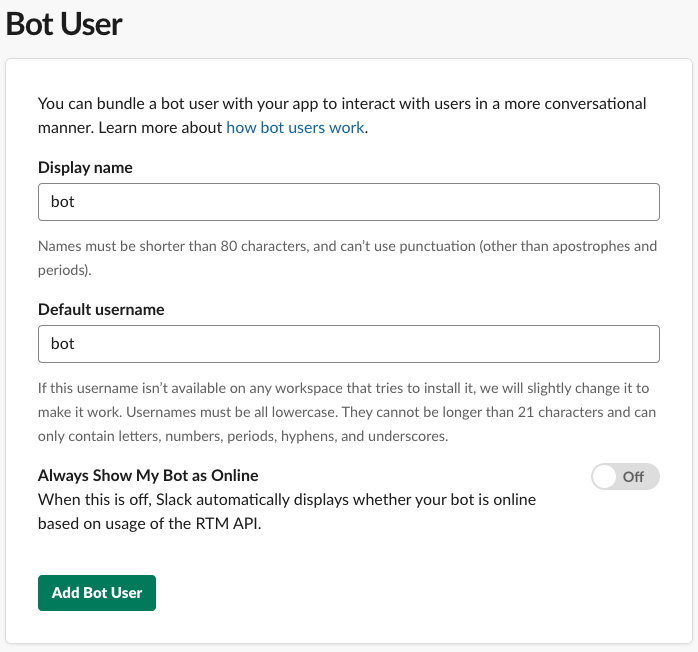 Bot User
You can bundle a bot user with your app to interact with users in a more conversational
manner. Learn more about how bot users work.
Display name
bot
Names must be shorter than 80 characters, and can’t use punctuation (other than apostrophes and
periods).
Default username
bot
If this username isn’t available on any workspace that tries to install it, we will slightly change it to
make it work. Usernames must be all lowercase. They cannot be longer than 21 characters and can
only contain letters, numbers, periods, hyphens, and underscores.
Always Show My Bot as Online
Off
When this is off, Slack automatically displays whether your bot is online
based on usage of the RTM API.
Add Bot User